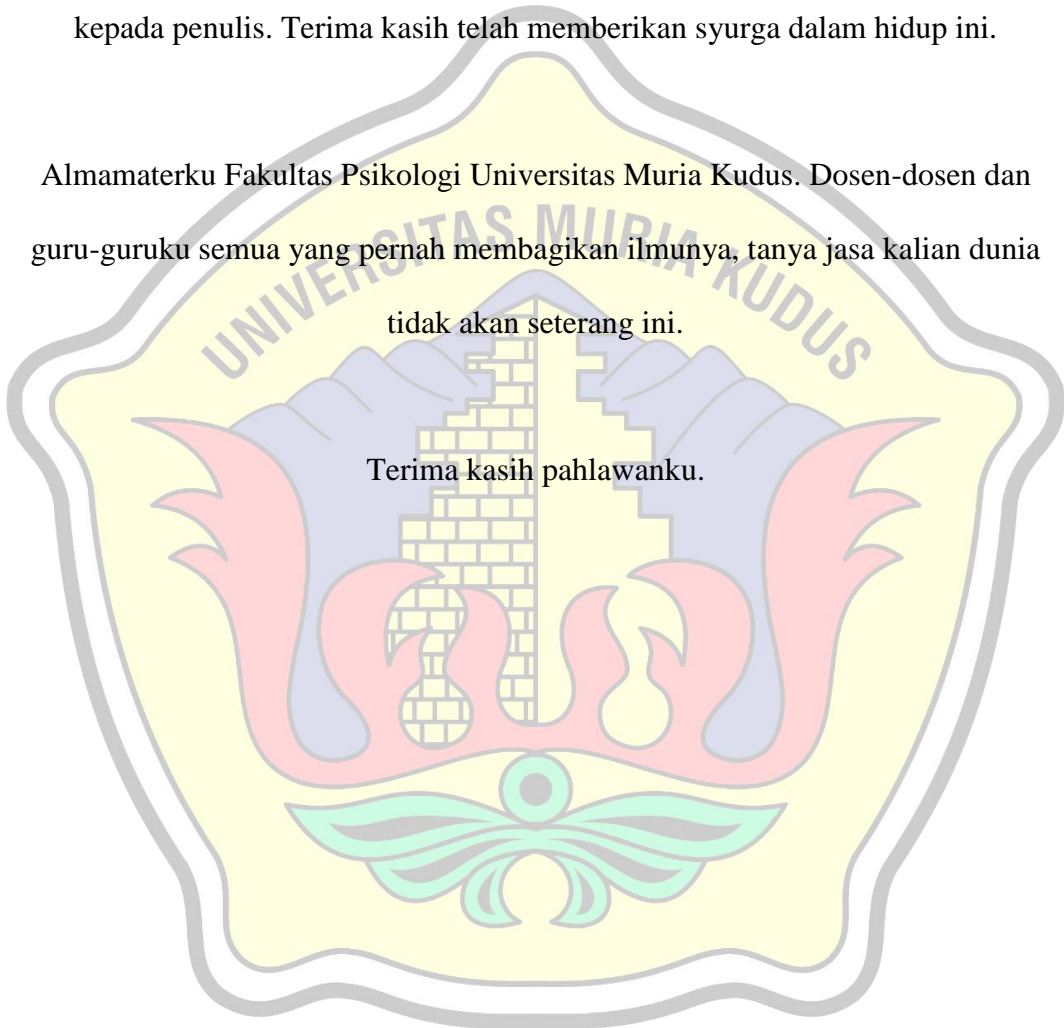 kepada penulis. Terima kasih telah memberikan syurga dalam hidup ini.
Almamaterku Fakultas Psikologi Universitas Muria Kudus. Dosen-dosen dan
UNIVERSITAS MURIA KUDUS
guru-guruku semua yang pernah membagikan ilmunya, tanya jasa kalian dunia
tidak akan seterang ini.
Terima kasih pahlawanku.